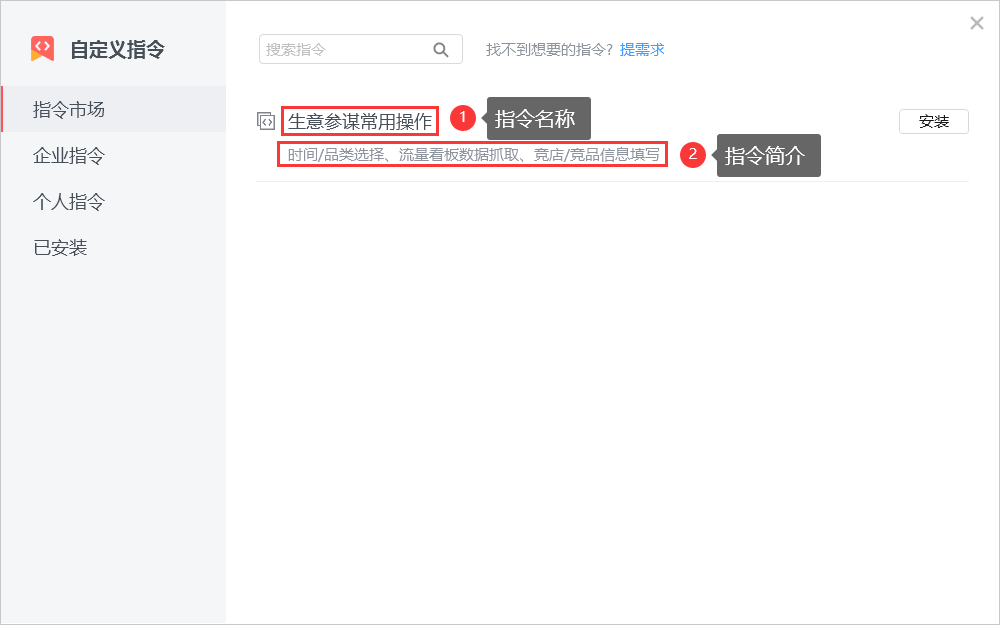 自定义指令
指令市场
企业指令
个人指令
已安装
搜索指令
找不到想要的指令? 提需求
生意参谋常用操作
1
指令名称
安装
时间/品类选择、流量看板数据抓取、竞店/竞品信息填写
2
指令简介